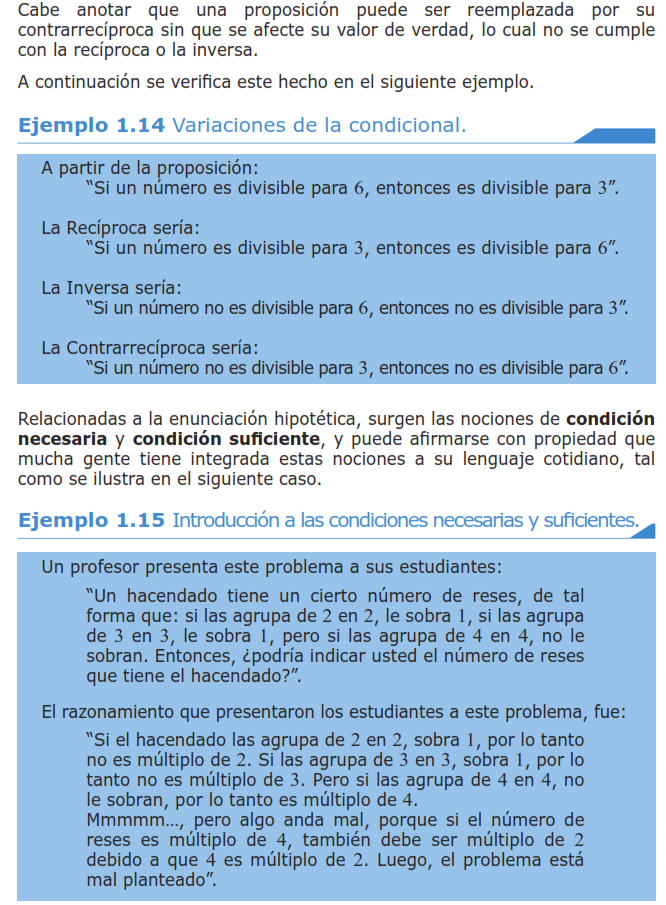 Cabe anotar que una proposición puede ser reemplazada por su
contrarrecíproca sin que se afecte su valor de verdad, lo cual no se cumple
con la recíproca o la inversa.
A continuación se verifica este hecho en el siguiente ejemplo.
Ejemplo 1.14 Variaciones de la condicional.
A partir de la proposición:
“Si un número es divisible para 6, entonces es divisible para 3”.
La Recíproca sería:
“Si un número es divisible para 3, entonces es divisible para 6”.
La Inversa sería:
“Si un número no es divisible para 6, entonces no es divisible para 3”.
La Contrarrecíproca sería:
“Si un número no es divisible para 3, entonces no es divisible para 6”.
Relacionadas a la enunciación hipotética, surgen las nociones de condición
necesaria y condición suficiente, y puede afirmarse con propiedad que
mucha gente tiene integrada estas nociones a su lenguaje cotidiano, tal
como se ilustra en el siguiente caso.
Ejemplo 1.15 Introducción a las condiciones necesarias y suficientes.
Un profesor presenta este problema a sus estudiantes:
“Un hacendado tiene un cierto número de reses, de tal
forma que: si las agrupa de 2 en 2, le sobra 1, si las agrupa
de 3 en 3, le sobra 1, pero si las agrupa de 4 en 4, no le
sobran. Entonces, ¿podría indicar usted el número de reses
que tiene el hacendado?”.
El razonamiento que presentaron los estudiantes a este problema, fue:
“Si el hacendado las agrupa de 2 en 2, sobra 1, por lo tanto
no es múltiplo de 2. Si las agrupa de 3 en 3, sobra 1, por lo
tanto no es múltiplo de 3. Pero si las agrupa de 4 en 4, no
le sobran, por lo tanto es múltiplo de 4.
Mmmmm..., pero algo anda mal, porque si el número de
reses es múltiplo de 4, también debe ser múltiplo de 2
debido a que 4 es múltiplo de 2. Luego, el problema está
mal planteado”.